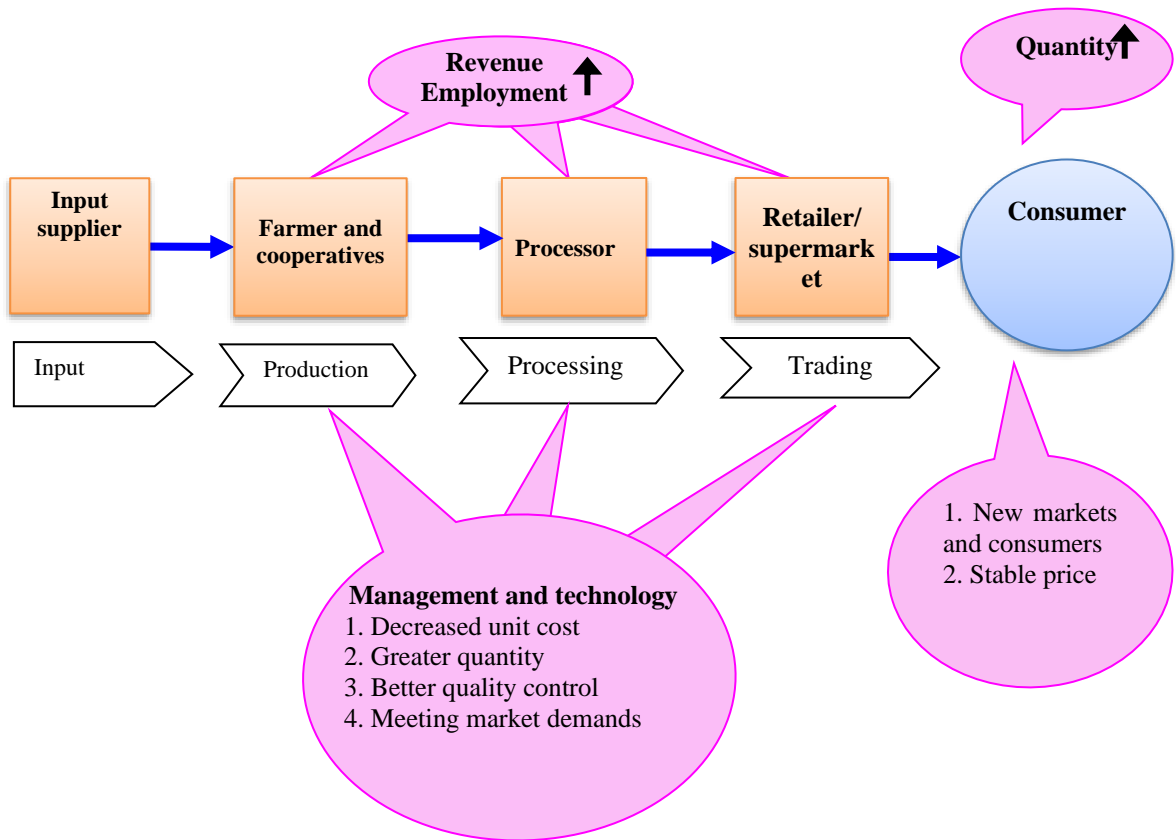 Revenue
Employment
Quantity
Input
supplier
Farmer and
cooperatives
Processor
Retailer/
supermark
et
Consumer
Input
Production
Processing
Trading
Management and technology
1. Decreased unit cost
2. Greater quantity
3. Better quality control
4. Meeting market demands
1. New markets
and consumers
2. Stable price